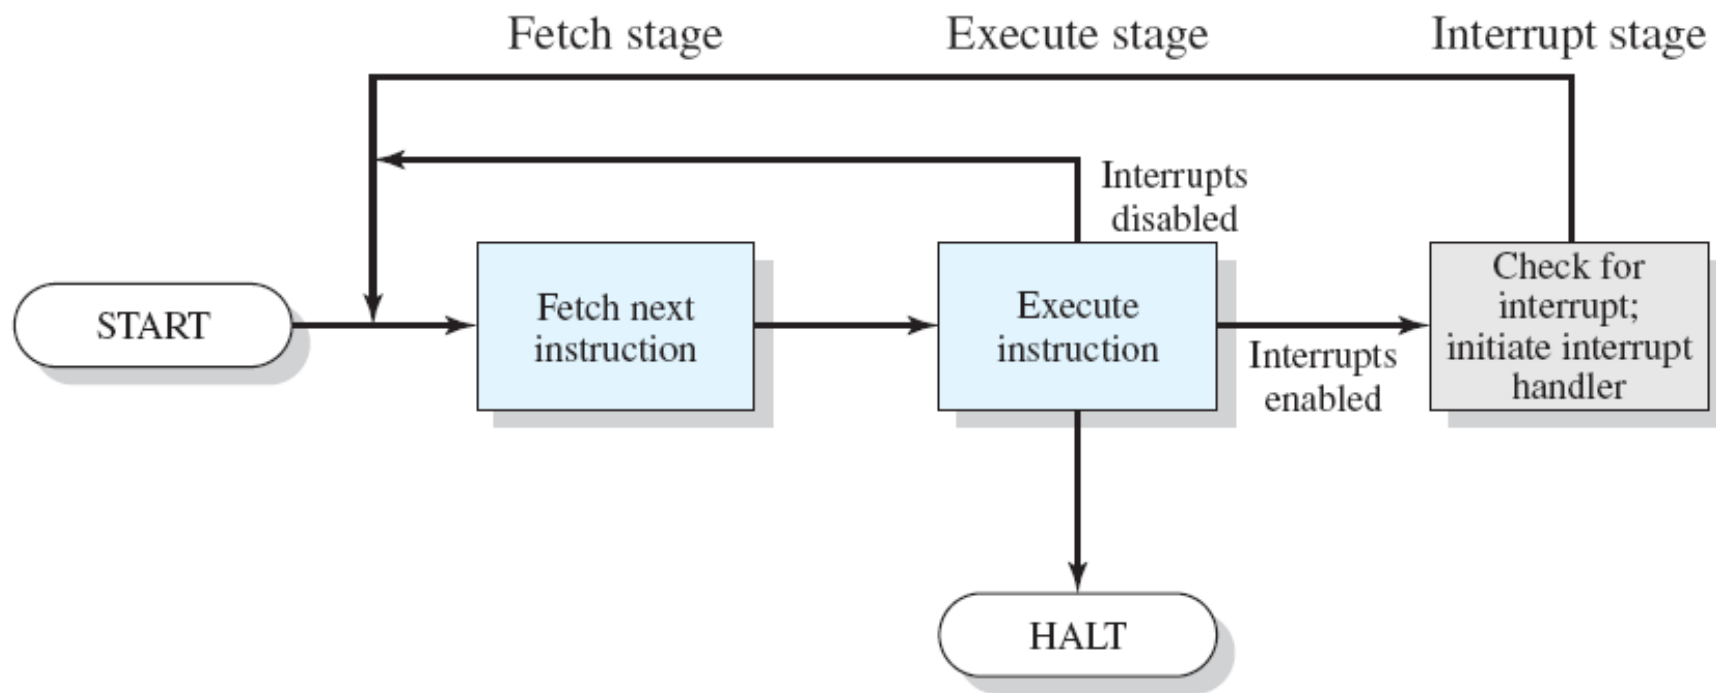 Fetch stage
Execute stage
Interrupt stage
Interrupts
disabled
START
Fetch next
instruction
Execute
instruction
Interrupts
enabled
Check for
interrupt;
initiate interrupt
handler
HALT